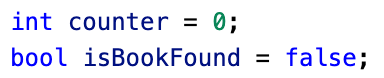 int counter = 0;
bool isBookFound = false;